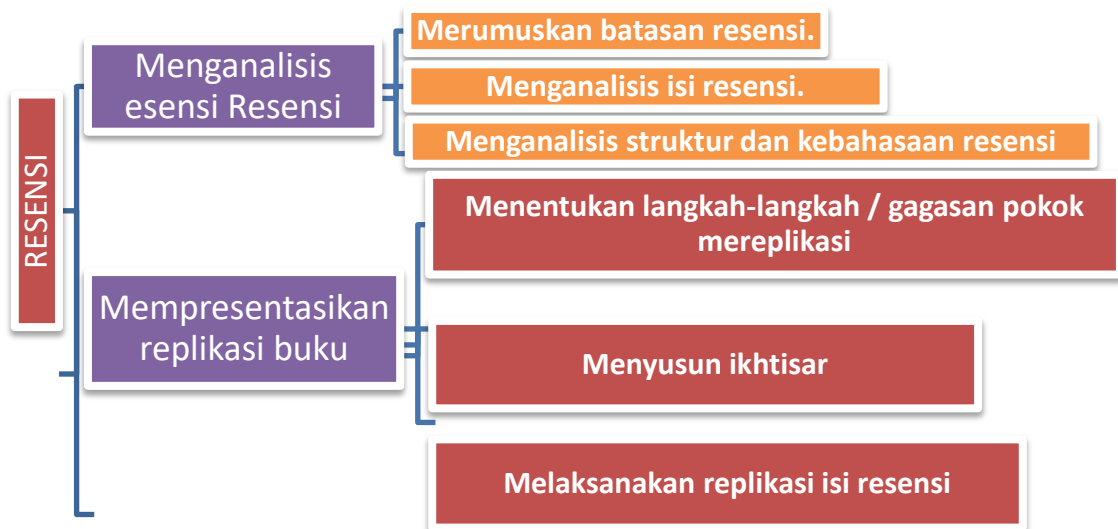 RESENSI
Menganalisis
esensi Resensi
Merumuskan batasan resensi.
Menganalisis isi resensi.
Menganalisis struktur dan kebahasaan resensi
Mempresentasikan
replikasi buku
Menentukan langkah-langkah / gagasan pokok
mereplikasi
Menyusun ikhtisar
Melaksanakan replikasi isi resensi